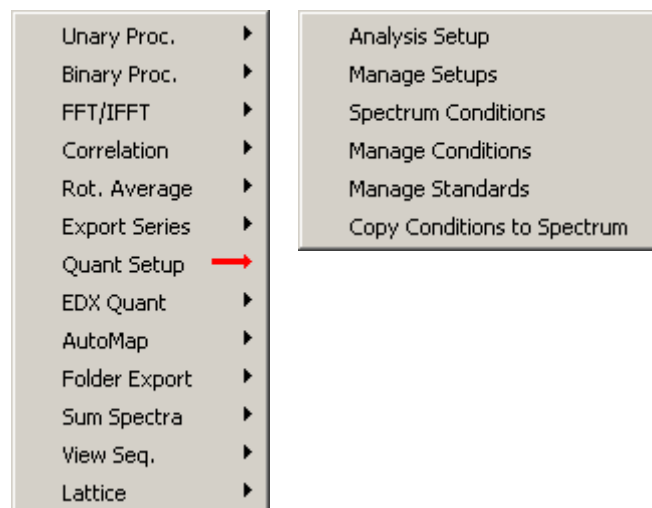 Unary Proc.
Binary Proc.
FFT/IFFT
Correlation
Rot. Average
Export Series
Quant Setup
EDX Quant
AutoMap
Folder Export
Sum Spectra
View Seq.
Lattice
Analysis Setup
Manage Setups
Spectrum Conditions
Manage Conditions
Manage Standards
Copy Conditions to Spectrum